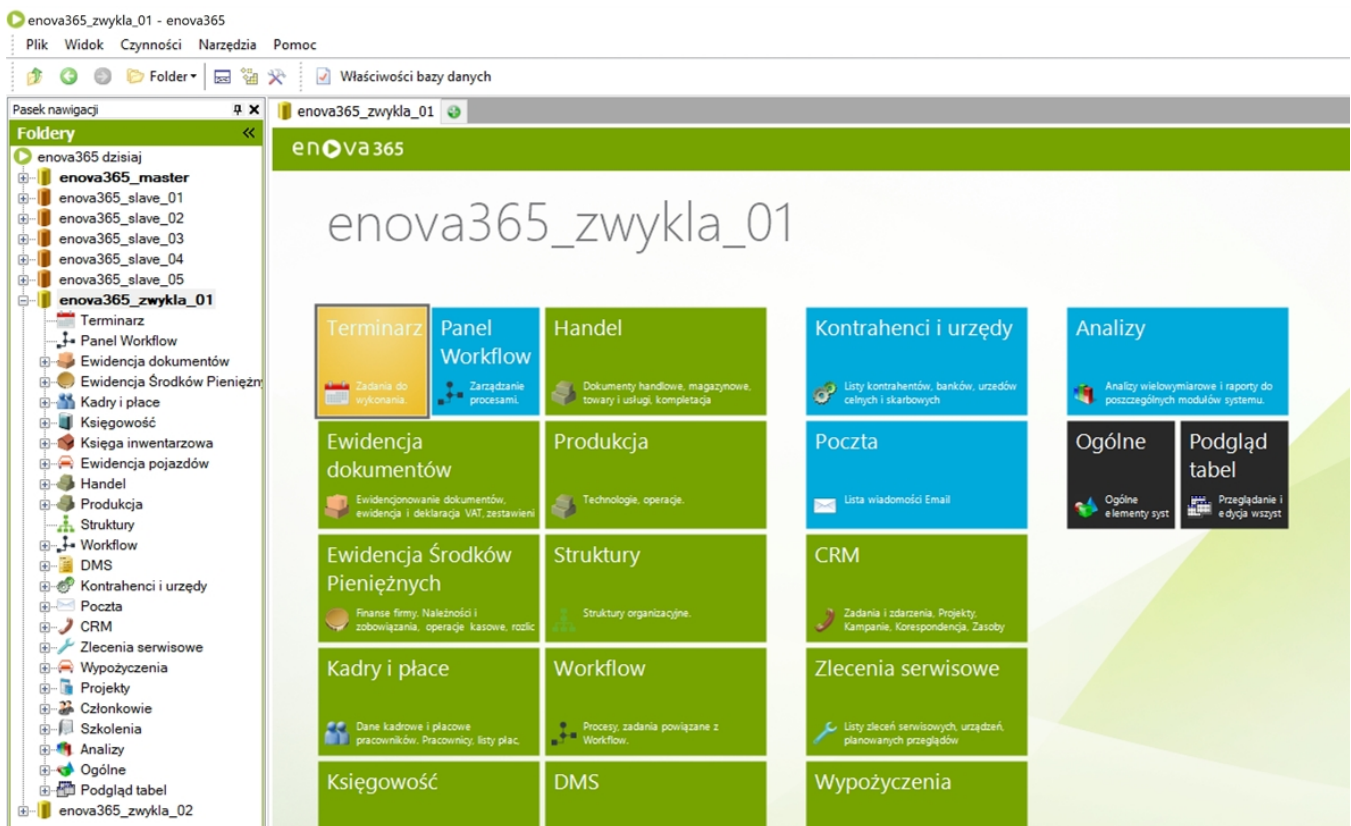 enova365_zwykla_01 - enova365
Plik Widok Czynności Narzędzia Pomoc
Folder Właściwości bazy danych
Pasek nawigacji
Foldery
enova365 dzisiaj
enova365_master
enova365_slave_01
enova365_slave_02
enova365_slave_03
enova365_slave_04
enova365_slave_05
enova365_zwykla_01
Terminarz
Panel Workflow
Ewidencja dokumentów
Ewidencja Środków Pieniężn
Kadry i płace
Księgowość
Księga inwentarzowa
Ewidencja pojazdów
Handel
Produkcja
Struktury
Workflow
DMS
Kontrahenci i urzędy
Poczta
CRM
Zlecenia serwisowe
Wypożyczenia
Projekty
Członkowie
Szkolenia
Analizy
Ogólne
Podgląd tabel
enova365_zwykla_02
enova365_zwykla_01
enova365
enova365_zwykla_01
Terminarz
Zadania do
wykonania.
Panel
Workflow
Zarządzanie
procesami.
Handel
Dokumenty handlowe, magazynowe,
towary i usługi, kompletacja
Kontrahenci i urzędy
Listy kontrahentów, banków, urzędów
celnych i skarbowych
Analizy
Analizy wielowymiarowe i raporty do
poszczególnych modułów systemu.
Ewidencja
dokumentów
Ewidencjonowanie dokumentów,
ewidencja i deklaracja VAT, zestawieni
Produkcja
Technologie, operacje.
Poczta
Lista wiadomości Email
Ogólne
Ogólne
elementy syst
Podgląd
tabel
Przeglądanie i
edycja wszyst
Ewidencja Środków
Pieniężnych
Finanse firmy. Należności i
zobowiązania, operacje kasowe, rozlic
Struktury
Struktury organizacyjne.
CRM
Zadania i zdarzenia, Projekty,
Kampanie, Korespondencja, Zasoby
Kadry i płace
Dane kadrowe i płacowe
pracowników. Pracownicy, listy płac,
Workflow
Procesy, zadania powiązane z
Workflow.
Zlecenia serwisowe
Listy zleceń serwisowych, urządzeń,
planowanych przeglądów
Księgowość
DMS
Wypożyczenia